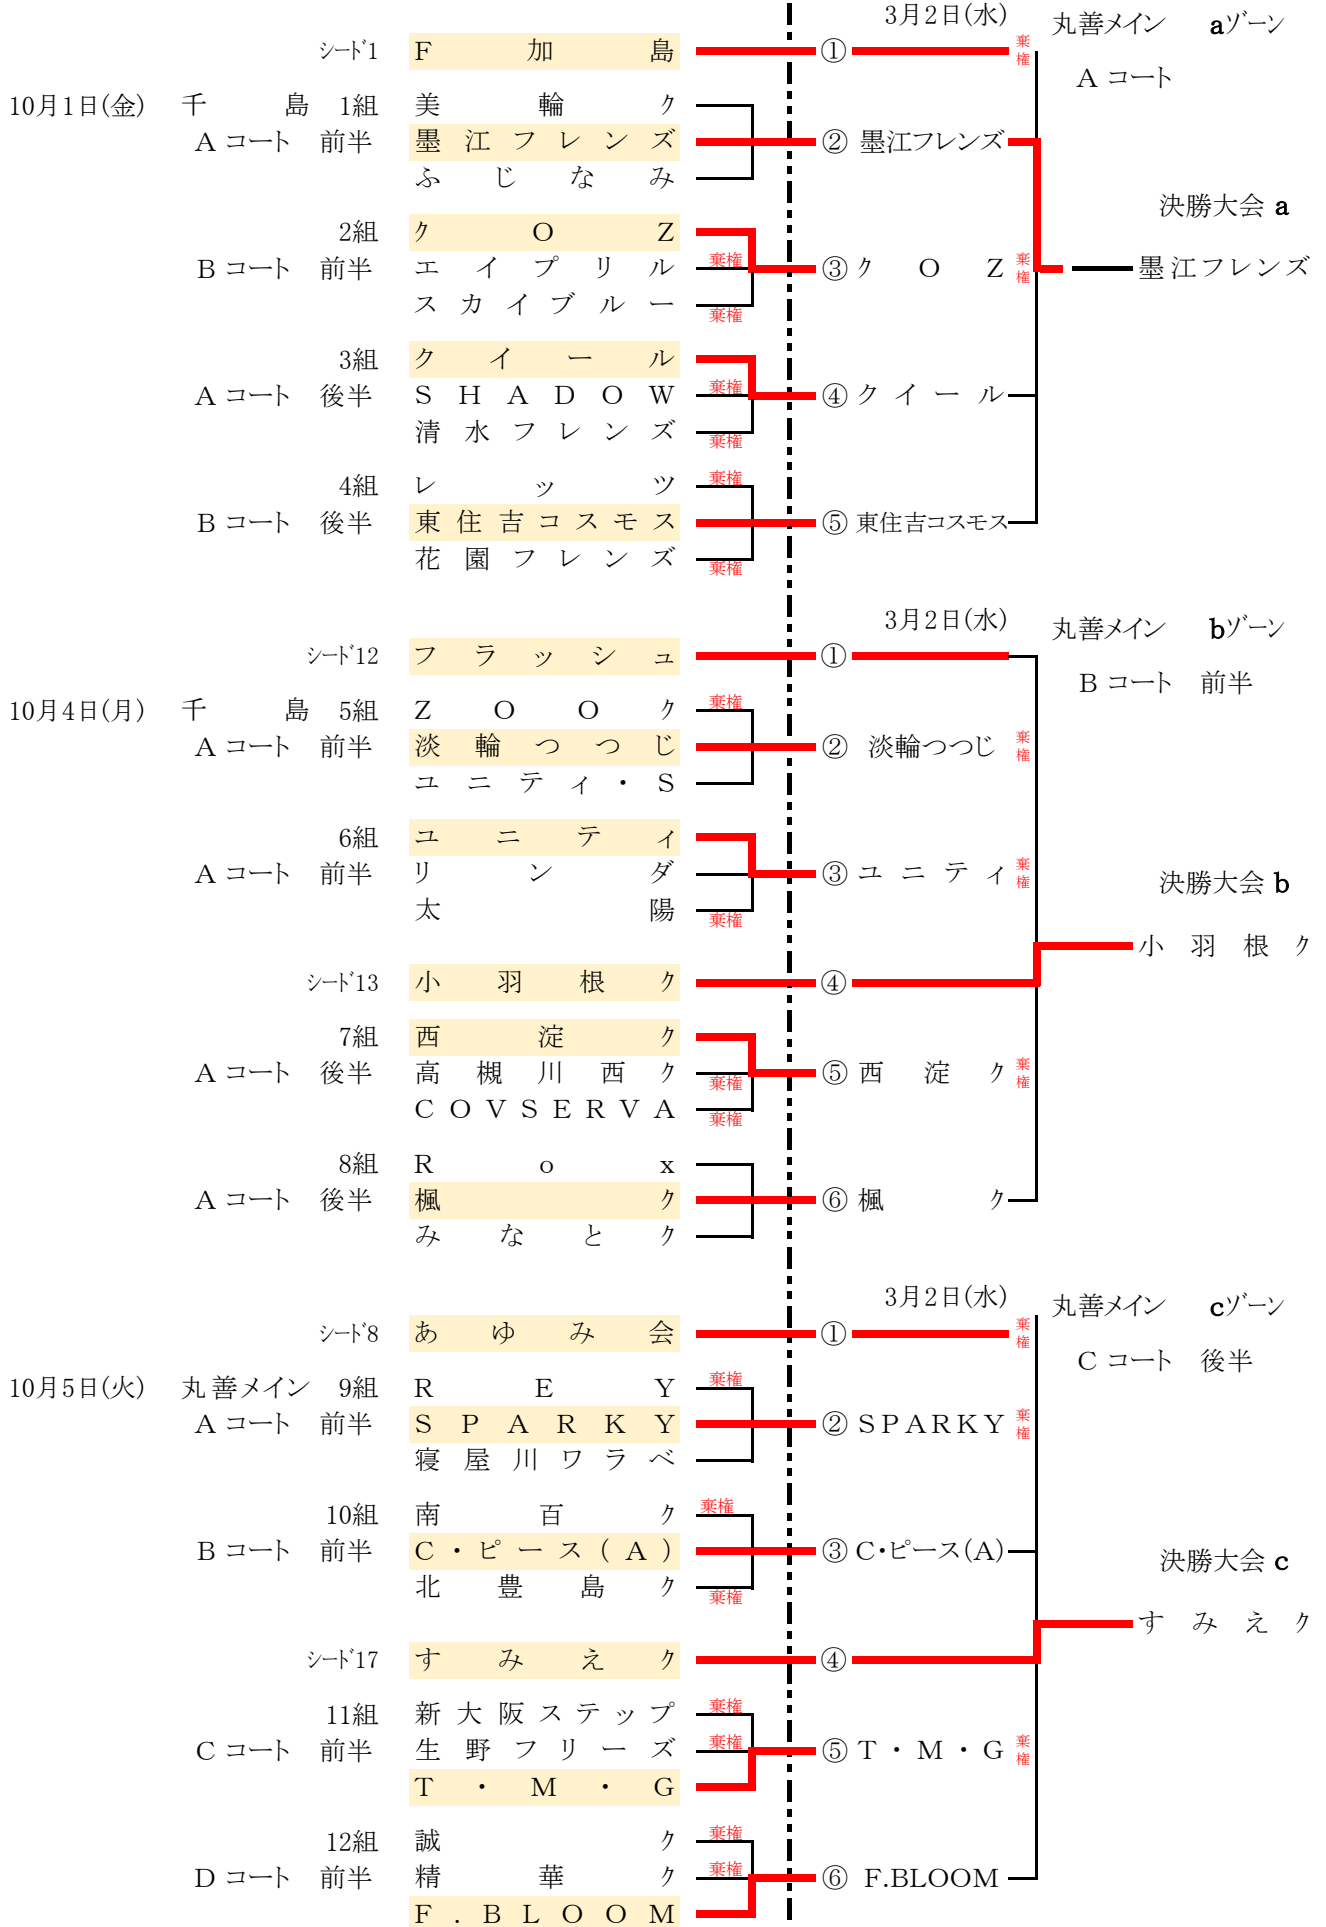 3月2日(水) 丸善メイン aゾーン
シード1 F加島 ① 棄権
A コート
10月1日(金) 千島 1組 美輪ク
A コート 前半 墨江フレンズ ② 墨江フレンズ
ふじなみ
決勝大会 a
2組 クOZ
B コート 前半 エイプリル 棄権 ③ クOZ 棄権 墨江フレンズ
スカイブルー 棄権
3組 クイール
A コート 後半 SHADOW 棄権 ④ クイール
清水フレンズ 棄権
4組 レッツ 棄権
B コート 後半 東住吉コスモス ⑤ 東住吉コスモス
花園フレンズ 棄権
3月2日(水) 丸善メイン bゾーン
シード12 フラッシュ ①
B コート 前半
10月4日(月) 千島 5組 ZOOク 棄権
A コート 前半 淡輪つつじ ② 淡輪つつじ 棄権
ユニティ・S
6組 ユニティ
A コート 前半 リンダ ③ ユニティ 棄権
決勝大会 b
太陽 棄権
小羽根ク
シード13 小羽根ク ④
7組 西淀ク
A コート 後半 高槻川西ク 棄権 ⑤ 西淀ク 棄権
COVSERVA 棄権
8組 Rox
A コート 後半 楓ク ⑥ 楓ク
みなとク
3月2日(水) 丸善メイン cゾーン
シード8 あゆみ会 ① 棄権
C コート 後半
10月5日(火) 丸善メイン 9組 REY 棄権
A コート 前半 SPARKY ② SPARKY 棄権
寝屋川ワラベ
10組 南百ク 棄権
B コート 前半 C・ピース(A) ③ C・ピース(A)
決勝大会 c
北豊島ク 棄権
すみえク
シード17 すみえク ④
11組 新大阪ステップ 棄権
C コート 前半 生野フリーズ 棄権 ⑤ T・M・G 棄権
T・M・G
12組 誠ク 棄権
D コート 前半 精華ク 棄権 ⑥ F.BLOOM
F.BLOOM